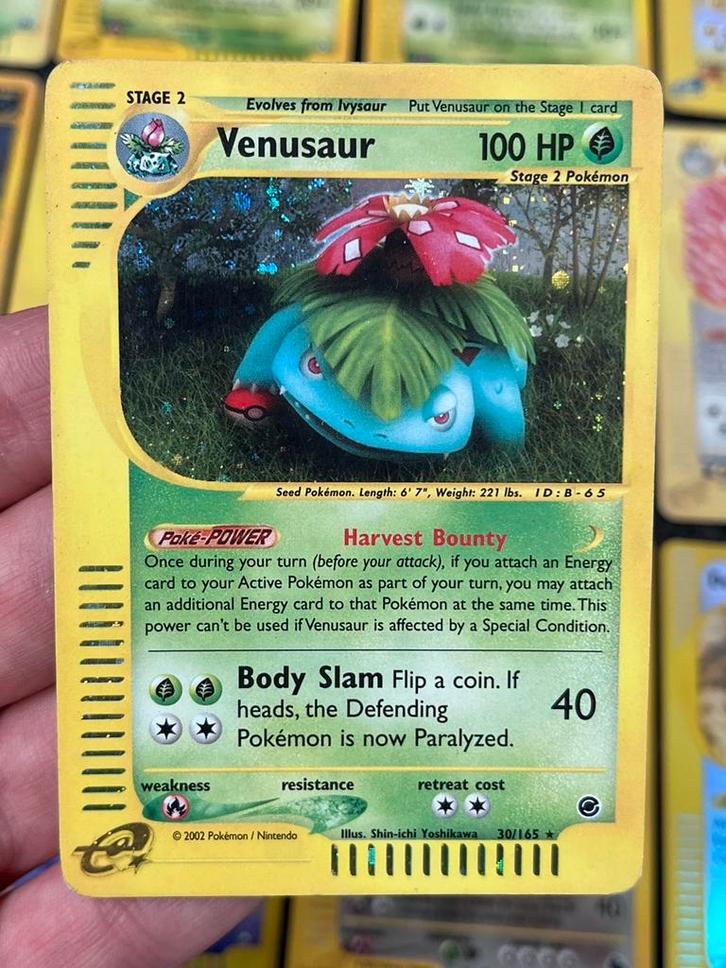 STAGE 2
Evolves from Ivysaur Put Venusaur on the Stage 1 card
Venusaur 100 HP
Stage 2 Pokémon
Seed Pokémon. Length: 6' 7", Weight: 221 lbs. ID:B-65
Poké-POWER Harvest Bounty
Once during your turn (before your attack), if you attach an Energy
card to your Active Pokémon as part of your turn, you may attach
an additional Energy card to that Pokémon at the same time. This
power can't be used if Venusaur is affected by a Special Condition.
Body Slam Flip a coin. If
heads, the Defending 40
Pokémon is now Paralyzed.
weakness resistance retreat cost
© 2002 Pokémon / Nintendo Illus. Shin-ichi Yoshikawa 30/165 ★